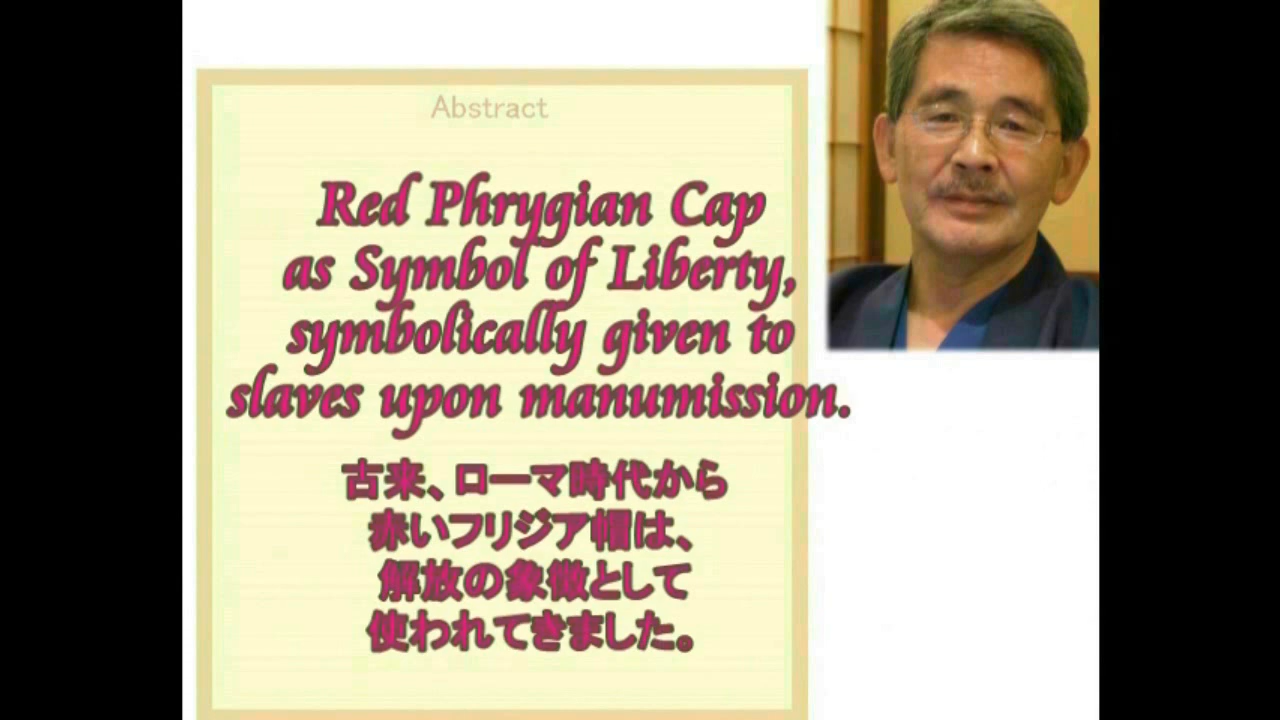 Abstract
Red Phrygian Cap
as Symbol of Liberty,
symbolically given to
slaves upon manumission.
古来、ローマ時代から
赤いフリジア帽は、
解放の象徴として
使われてきました。